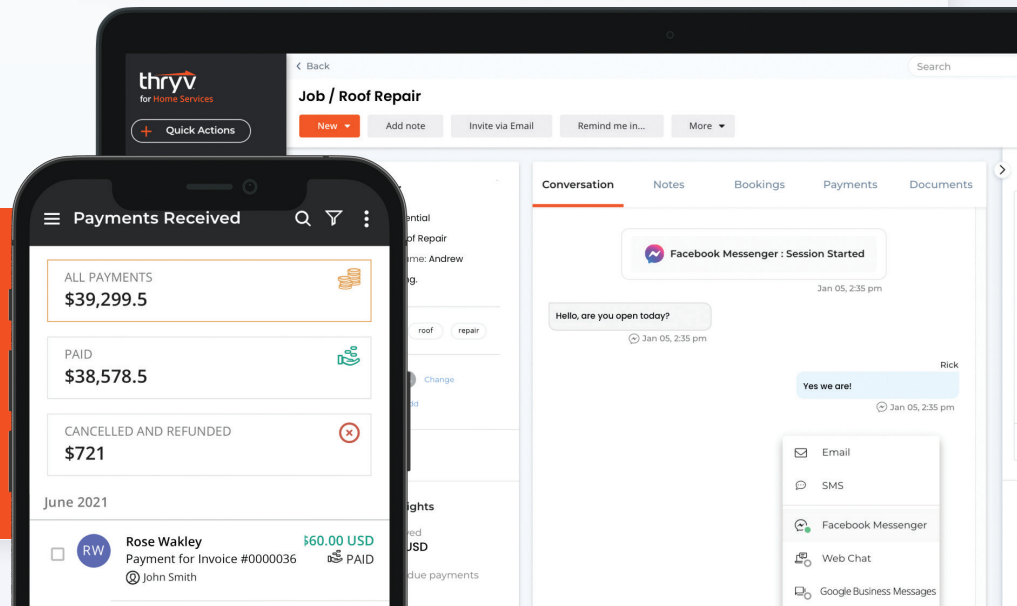 thryv
for Home Services
Quick Actions
Back
Search
Job / Roof Repair
New
Add note
Invite via Email
Remind me in...
More
Payments Received
ALL PAYMENTS
$39,299.5
PAID
$38,578.5
CANCELLED AND REFUNDED
$721
June 2021
RW
Rose Wakley
Payment for Invoice #0000036
John Smith
$60.00 USD
PAID
of Repair
Andrew
roof
repair
Change
USD
due payments
Conversation
Notes
Bookings
Payments
Documents
Facebook Messenger : Session Started
Jan 05, 2:35 pm
Hello, are you open today?
Jan 05, 2:35 pm
Rick
Yes we are!
Jan 05, 2:35 pm
Email
SMS
Facebook Messenger
Web Chat
Google Business Messages